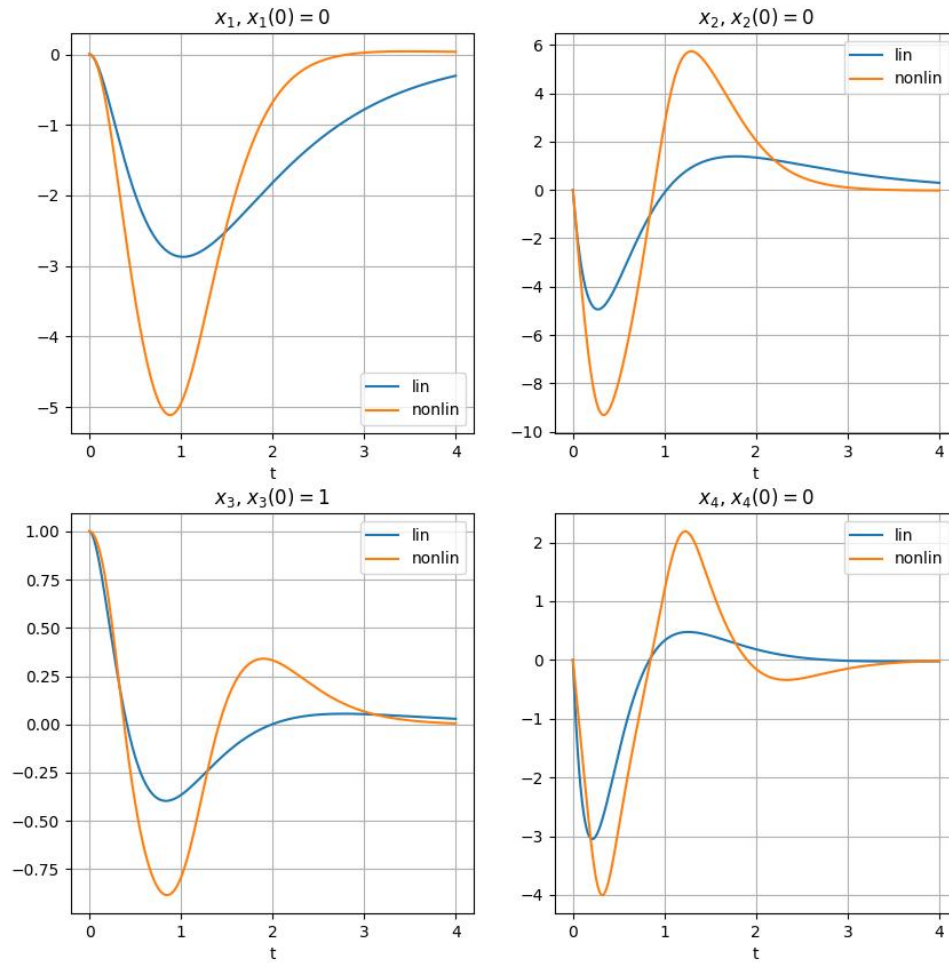 x₁, x₁(0) = 0
0
−1
−2
−3
−4
−5
lin
nonlin
0 1 2 3 4
t
x₂, x₂(0) = 0
6
4
2
0
−2
−4
−6
−8
−10
lin
nonlin
0 1 2 3 4
t
x₃, x₃(0) = 1
1.00
0.75
0.50
0.25
0.00
−0.25
−0.50
−0.75
lin
nonlin
0 1 2 3 4
t
x₄, x₄(0) = 0
2
1
0
−1
−2
−3
−4
lin
nonlin
0 1 2 3 4
t